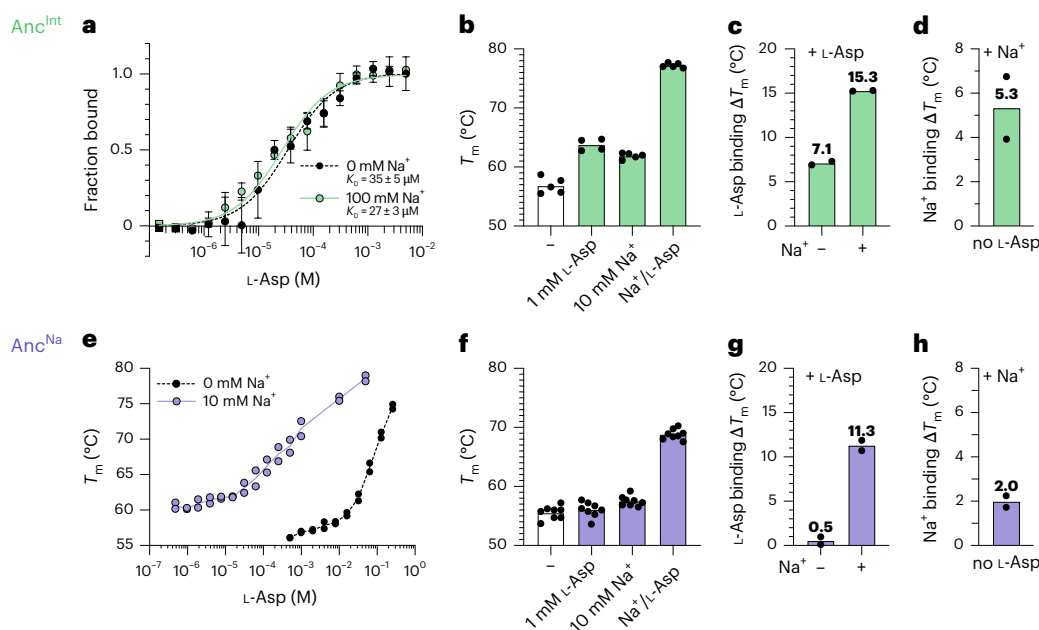 Anc^Int
a
Fraction bound
1.0
0.5
0
0 mM Na⁺
K_D = 35 ± 5 μM
100 mM Na⁺
K_D = 27 ± 3 μM
10⁻⁶ 10⁻⁵ 10⁻⁴ 10⁻³ 10⁻²
L-Asp (M)
b
T_m (°C)
80
70
60
50
–
1 mM L-Asp
10 mM Na⁺
Na⁺/L-Asp
c
L-Asp binding ΔT_m (°C)
20
15
10
5
0
+ L-Asp
7.1
15.3
Na⁺ – +
d
Na⁺ binding ΔT_m (°C)
8
6
4
2
0
+ Na⁺
5.3
no L-Asp
Anc^Na
e
T_m (°C)
80
75
70
65
60
55
0 mM Na⁺
10 mM Na⁺
10⁻⁷ 10⁻⁶ 10⁻⁵ 10⁻⁴ 10⁻³ 10⁻² 10⁻¹ 10⁰
L-Asp (M)
f
T_m (°C)
80
70
60
50
–
1 mM L-Asp
10 mM Na⁺
Na⁺/L-Asp
g
L-Asp binding ΔT_m (°C)
20
15
10
5
0
+ L-Asp
0.5
11.3
Na⁺ – +
h
Na⁺ binding ΔT_m (°C)
8
6
4
2
0
+ Na⁺
2.0
no L-Asp